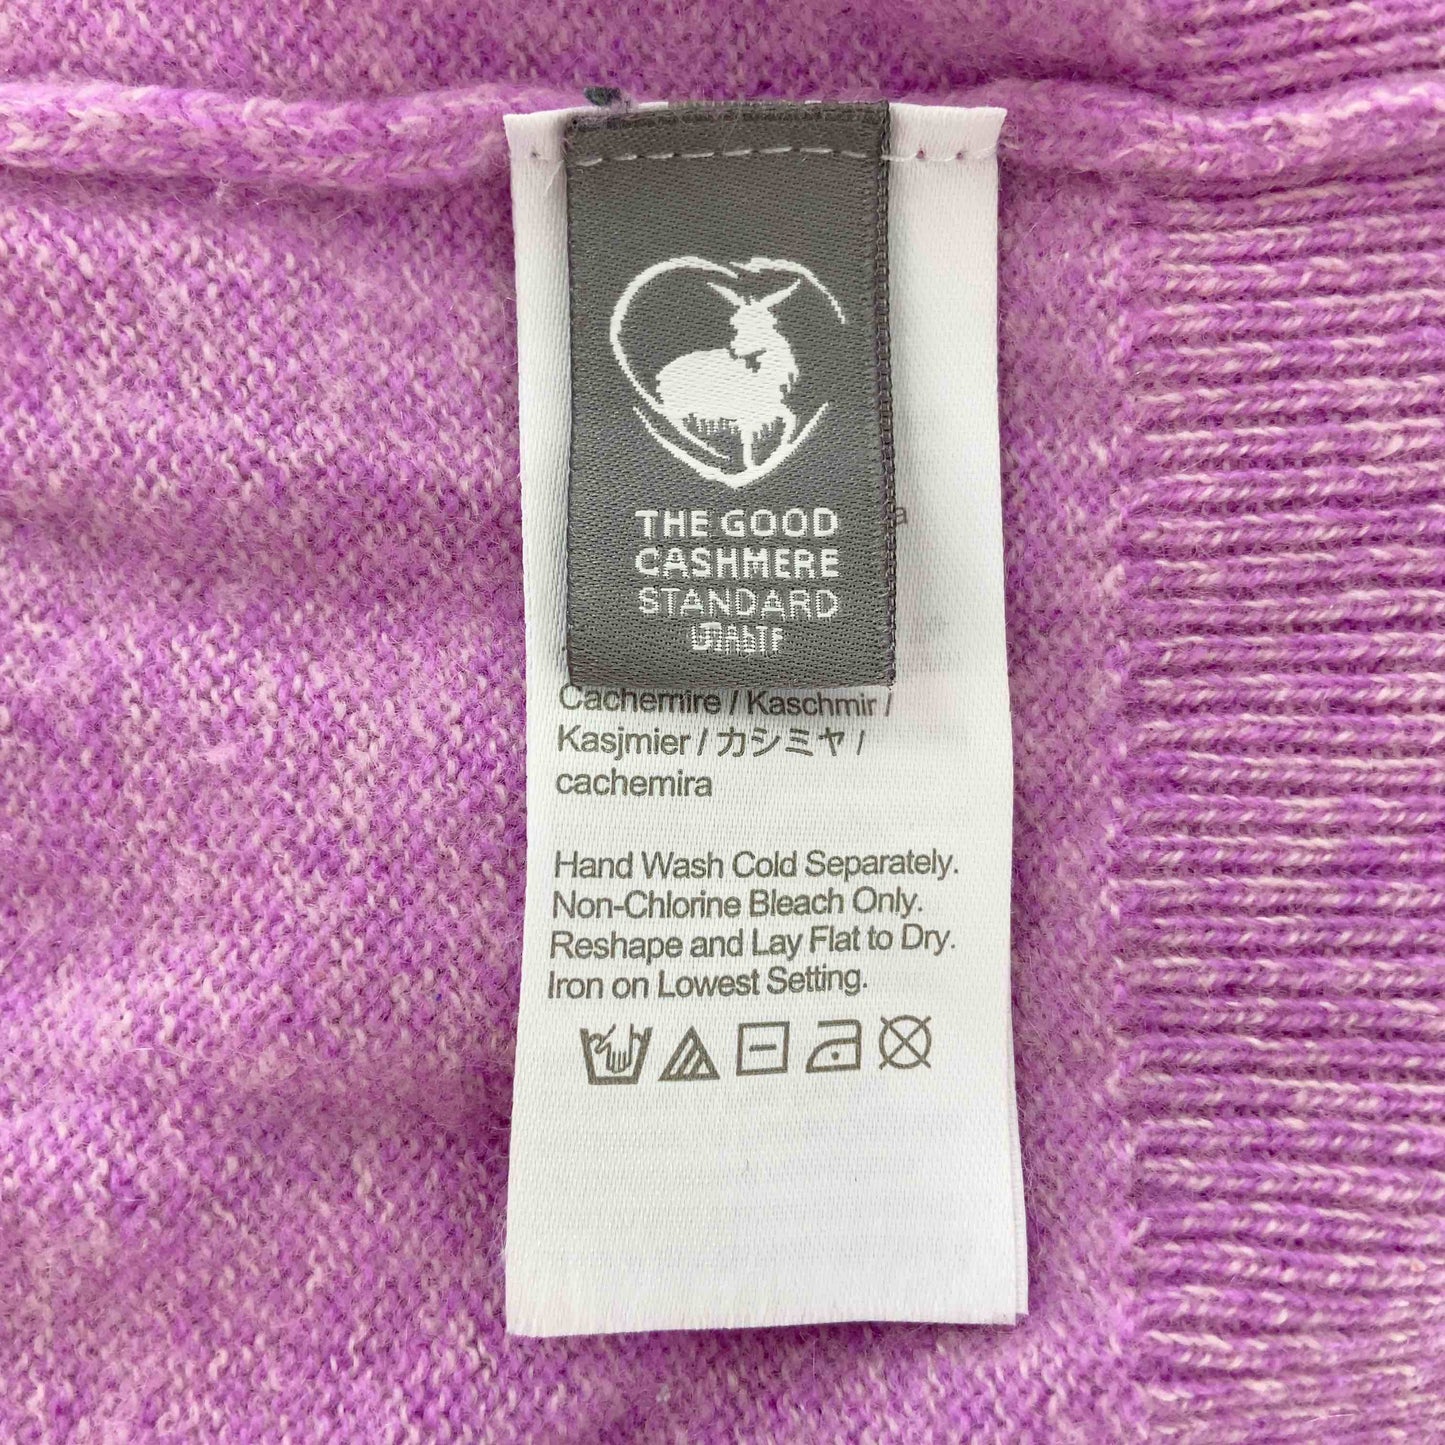 THE GOOD
CASHMERE
STANDARD
Cachemire / Kaschmir /
Kasjmier / カシミヤ /
cachemira
Hand Wash Cold Separately.
Non-Chlorine Bleach Only.
Reshape and Lay Flat to Dry.
Iron on Lowest Setting.